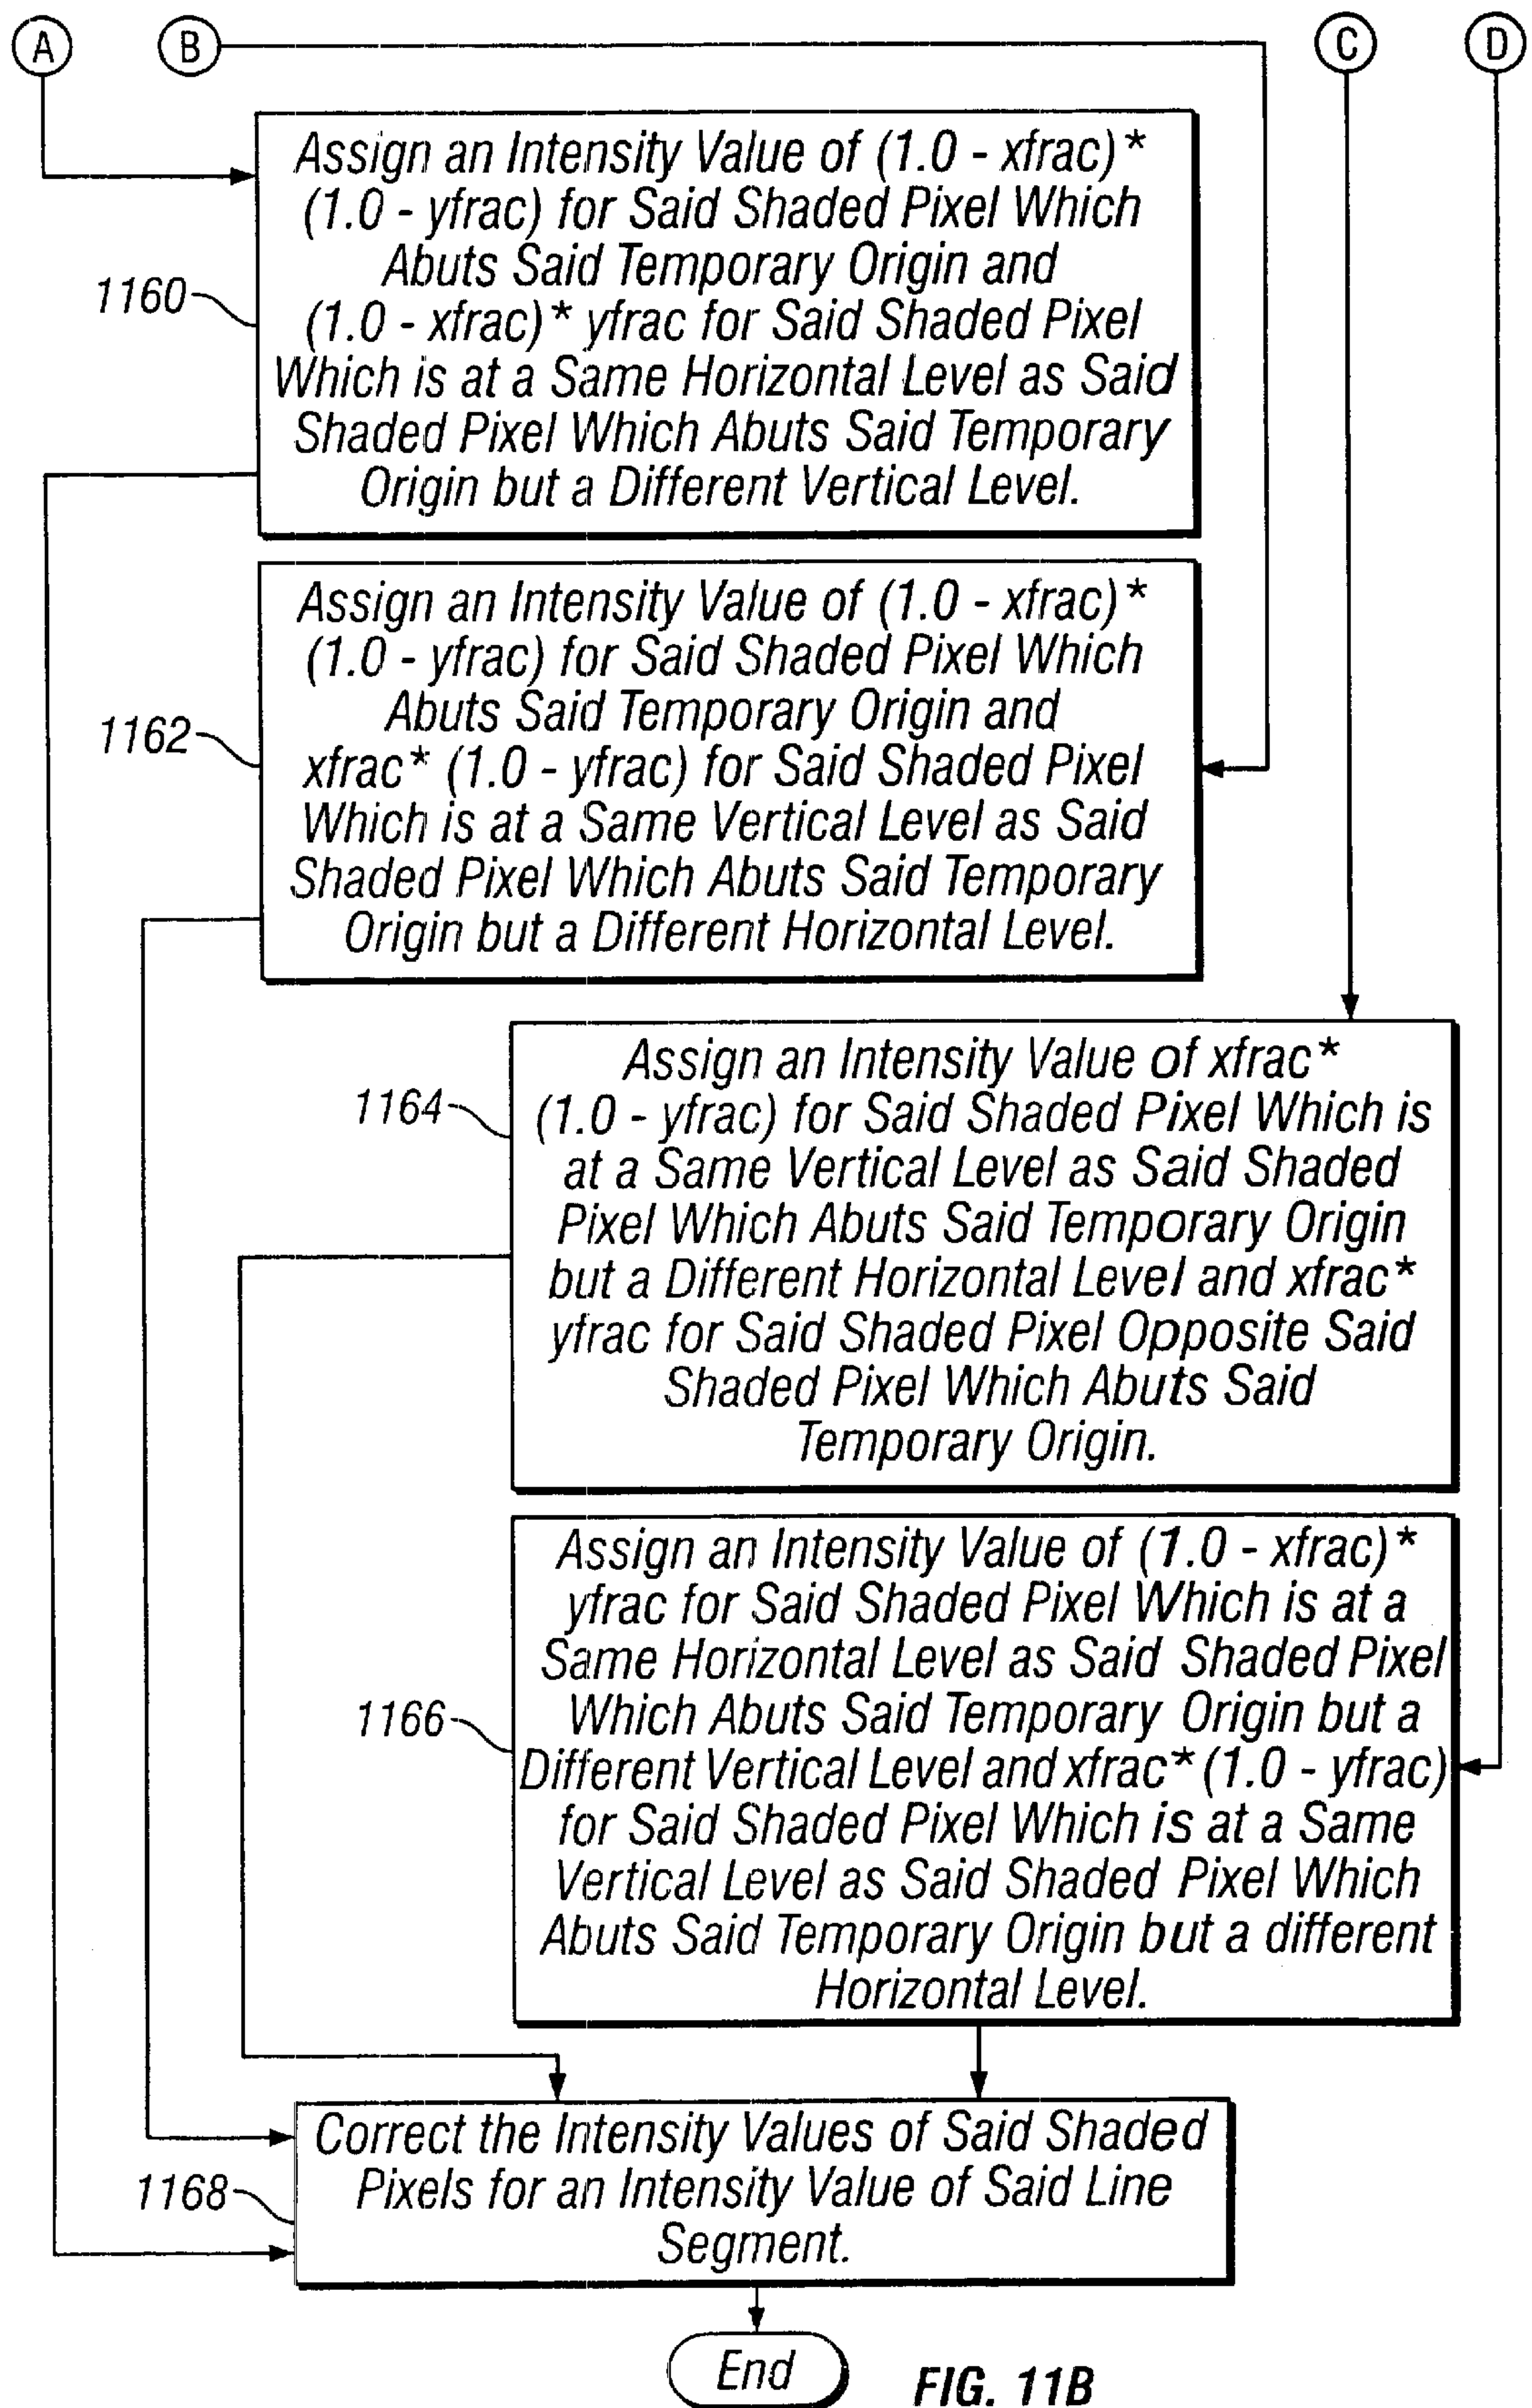 A B C D
Assign an Intensity Value of (1.0 - xfrac)*
(1.0 - yfrac) for Said Shaded Pixel Which
Abuts Said Temporary Origin and
(1.0 - xfrac)* yfrac for Said Shaded Pixel
Which is at a Same Horizontal Level as Said
Shaded Pixel Which Abuts Said Temporary
Origin but a Different Vertical Level.
1160
Assign an Intensity Value of (1.0 - xfrac)*
(1.0 - yfrac) for Said Shaded Pixel Which
Abuts Said Temporary Origin and
xfrac* (1.0 - yfrac) for Said Shaded Pixel
Which is at a Same Vertical Level as Said
Shaded Pixel Which Abuts Said Temporary
Origin but a Different Horizontal Level.
1162
Assign an Intensity Value of xfrac*
(1.0 - yfrac) for Said Shaded Pixel Which is
at a Same Vertical Level as Said Shaded
Pixel Which Abuts Said Temporary Origin
but a Different Horizontal Level and xfrac*
yfrac for Said Shaded Pixel Opposite Said
Shaded Pixel Which Abuts Said
Temporary Origin.
1164
Assign an Intensity Value of (1.0 - xfrac)*
yfrac for Said Shaded Pixel Which is at a
Same Horizontal Level as Said Shaded Pixel
Which Abuts Said Temporary Origin but a
Different Vertical Level and xfrac* (1.0 - yfrac)
for Said Shaded Pixel Which is at a Same
Vertical Level as Said Shaded Pixel Which
Abuts Said Temporary Origin but a different
Horizontal Level.
1166
Correct the Intensity Values of Said Shaded
Pixels for an Intensity Value of Said Line
Segment.
1168
End
FIG. 11B